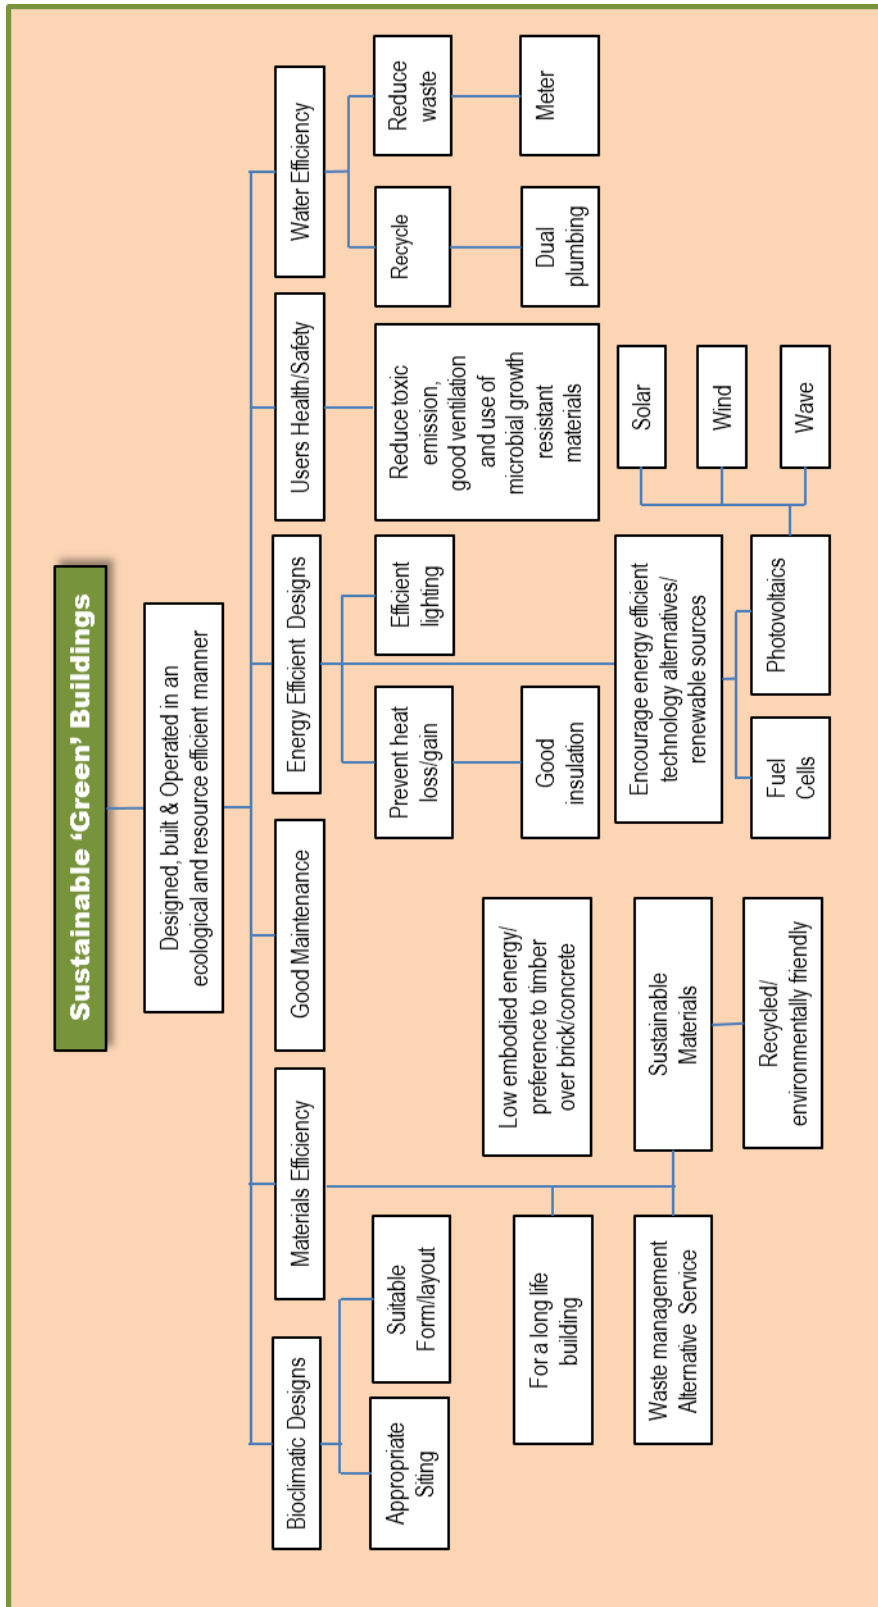 Sustainable ‘Green’ Buildings
Designed, built & Operated in an
ecological and resource efficient manner
Bioclimatic Designs
Materials Efficiency
Good Maintenance
Energy Efficient Designs
Users Health/Safety
Water Efficiency
Appropriate
Siting
Suitable
Form/layout
Prevent heat
loss/gain
Efficient
lighting
Reduce toxic
emission,
good ventilation
and use of
microbial growth
resistant
materials
Recycle
Reduce
waste
Low embodied energy/
preference to timber
over brick/concrete
For a long life
building
Good
insulation
Dual
plumbing
Meter
Waste management
Alternative Service
Sustainable
Materials
Encourage energy efficient
technology alternatives/
renewable sources
Solar
Wind
Wave
Recycled/
environmentally friendly
Fuel
Cells
Photovoltaics